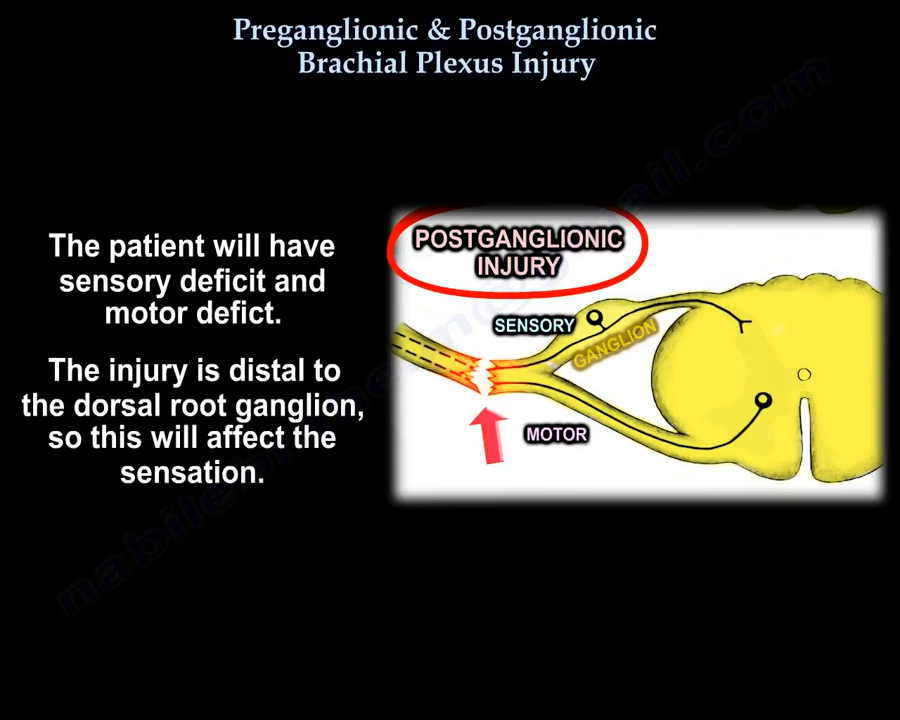 Preganglionic & Postganglionic
Brachial Plexus Injury
The patient will have
sensory deficit and
motor defict.
The injury is distal to
the dorsal root ganglion,
so this will affect the
sensation.
POSTGANGLIONIC
INJURY
SENSORY
GANGLION
MOTOR